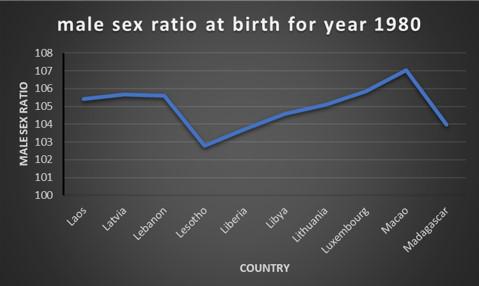 male sex ratio at birth for year 1980
108
107
106
105
104
103
102
101
100
MALE SEX RATIO
Laos
Latvia
Lebanon
Lesotho
Liberia
Libya
Lithuania
Luxembourg
Macao
Madagascar
COUNTRY